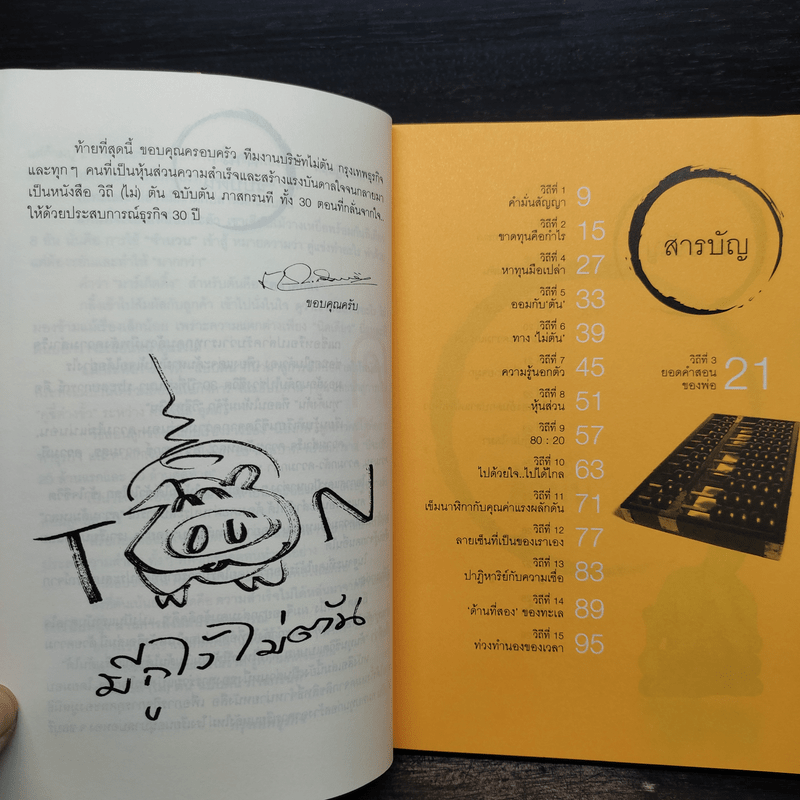 ท้ายที่สุดนี้ ขอบคุณครอบครัว ทีมงานบริษัทไม่ตัน กรุงเทพธุรกิจ
และทุกๆ คนที่เป็นหุ้นส่วนความสำเร็จและสร้างแรงบันดาลใจจนกลายมา
เป็นหนังสือ วิถี (ไม่) ตัน ฉบับตัน ภาสกรนที ทั้ง 30 ตอนที่กลั่นจากใจ..
ให้ด้วยประสบการณ์ธุรกิจ 30 ปี
ขอบคุณครับ
T N
มีกูไว้ไม่ตัน
สารบัญ
วิถีที่ 1
คำมั่นสัญญา 9
วิถีที่ 2
ขาดทุนคือกำไร 15
วิถีที่ 3
ยอดคำสอน
ของพ่อ 21
วิถีที่ 4
หาทุนมือเปล่า 27
วิถีที่ 5
ออมกับ'ตัน' 33
วิถีที่ 6
ทาง 'ไม่ตัน' 39
วิถีที่ 7
ความรู้นอกตัว 45
วิถีที่ 8
หุ้นส่วน 51
วิถีที่ 9
80 : 20 57
วิถีที่ 10
ไปด้วยใจ..ไปได้ไกล 63
วิถีที่ 11
เข็มนาฬิกากับคุณค่าแรงผลักดัน 71
วิถีที่ 12
ลายเซ็นที่เป็นของเราเอง 77
วิถีที่ 13
ปาฏิหาริย์กับความเชื่อ 83
วิถีที่ 14
'ด้านที่สอง' ของทะเล 89
วิถีที่ 15
ท่วงทำนองของเวลา 95